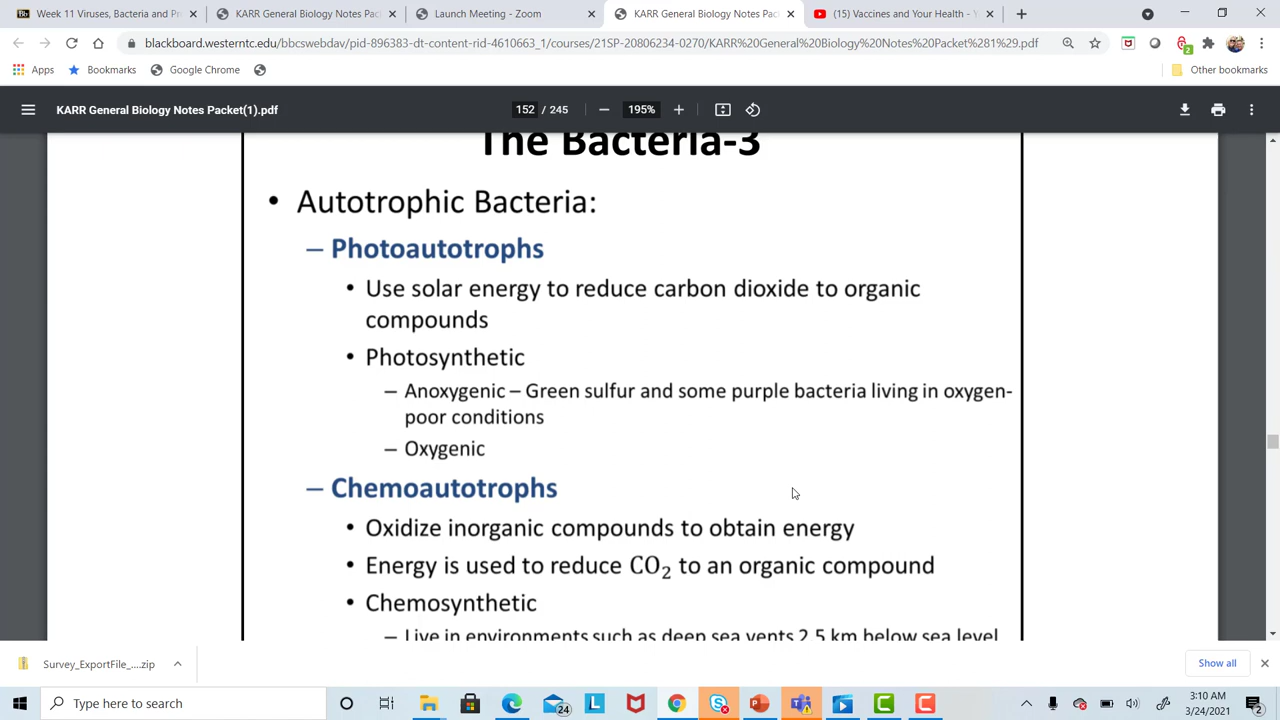 Week 11 Viruses, Bacteria and Pr
KARR General Biology Notes Pac
Launch Meeting - Zoom
KARR General Biology Notes Pac
(15) Vaccines and Your Health - Y
blackboard.westerntc.edu/bbcswebdav/pid-896383-dt-content-rid-4610663_1/courses/21SP-20806234-0270/KARR%20General%20Biology%20Notes%20Packet%281%29.pdf
2
Apps
Bookmarks
Google Chrome
Other bookmarks
KARR General Biology Notes Packet(1).pdf
152 / 245
195%
The Bacteria-3
• Autotrophic Bacteria:
– Photoautotrophs
• Use solar energy to reduce carbon dioxide to organic
compounds
• Photosynthetic
– Anoxygenic – Green sulfur and some purple bacteria living in oxygen-
poor conditions
– Oxygenic
– Chemoautotrophs
• Oxidize inorganic compounds to obtain energy
• Energy is used to reduce CO₂ to an organic compound
• Chemosynthetic
– Live in environments such as deep sea vents 2.5 km below sea level
Survey_ExportFile_....zip
Show all
Type here to search
24
3:10 AM
3/24/2021
2